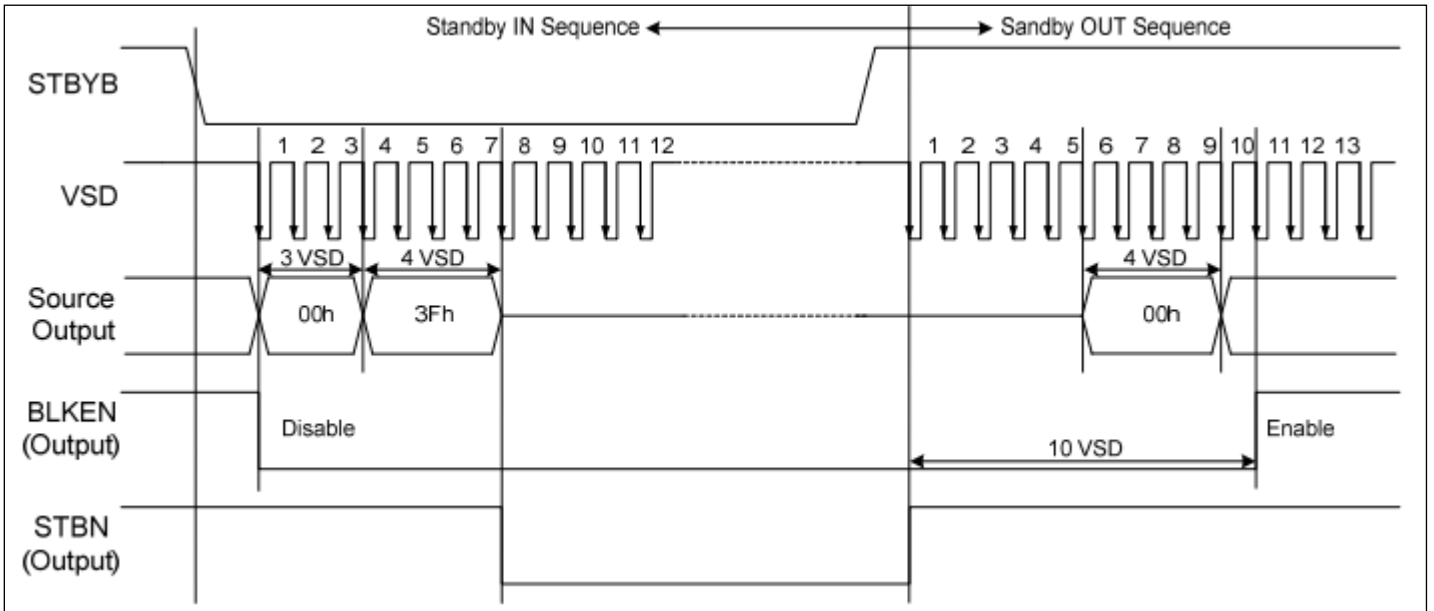 Standby IN Sequence Sandby OUT Sequence
STBYB
1 2 3 4 5 6 7 8 9 10 11 12 1 2 3 4 5 6 7 8 9 10 11 12 13
VSD
3 VSD 4 VSD 4 VSD
Source
Output
00h 3Fh 00h
BLKEN
(Output)
Disable Enable
10 VSD
STBN
(Output)